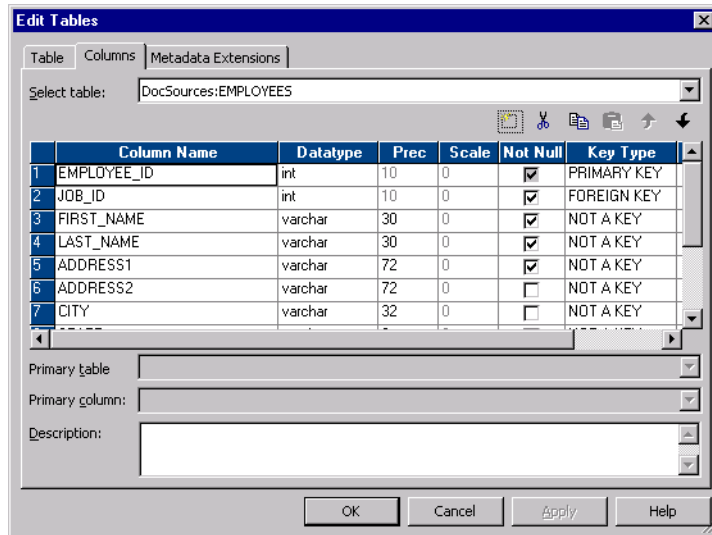 Edit Tables
Table Columns Metadata Extensions
Select table: DocSources:EMPLOYEES
Column Name Datatype Prec Scale Not Null Key Type
1 EMPLOYEE_ID int 10 0 PRIMARY KEY
2 JOB_ID int 10 0 FOREIGN KEY
3 FIRST_NAME varchar 30 0 NOT A KEY
4 LAST_NAME varchar 30 0 NOT A KEY
5 ADDRESS1 varchar 72 0 NOT A KEY
6 ADDRESS2 varchar 72 0 NOT A KEY
7 CITY varchar 32 0 NOT A KEY
Primary table
Primary column:
Description:
OK Cancel Apply Help